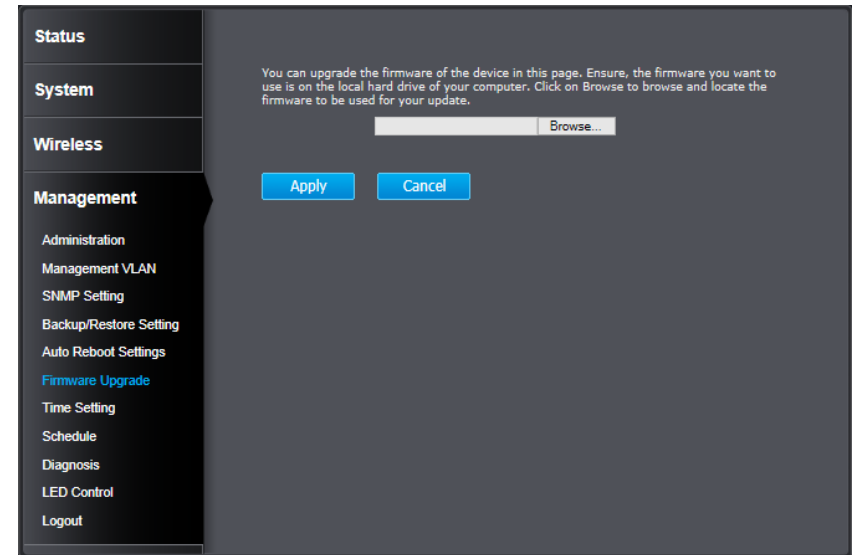 Status
System
Wireless
Management
Administration
Management VLAN
SNMP Setting
Backup/Restore Setting
Auto Reboot Settings
Firmware Upgrade
Time Setting
Schedule
Diagnosis
LED Control
Logout
You can upgrade the firmware of the device in this page. Ensure, the firmware you want to
use is on the local hard drive of your computer. Click on Browse to browse and locate the
firmware to be used for your update.
Browse...
Apply Cancel